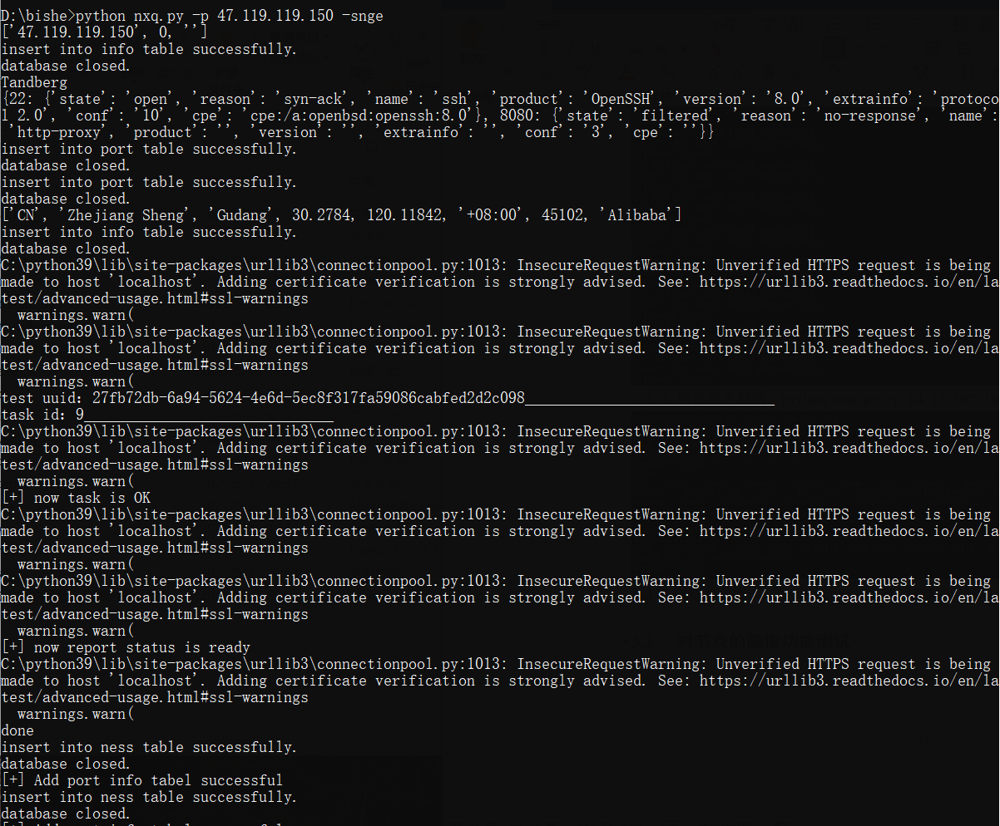 D:\bishe>python nxq.py -p 47.119.119.150 -snge
['47.119.119.150', 0, '']
insert into info table successfully.
database closed.
Tandberg
{22: {'state': 'open', 'reason': 'syn-ack', 'name': 'ssh', 'product': 'OpenSSH', 'version': '8.0', 'extrainfo': 'protoco
l 2.0', 'conf': '10', 'cpe': 'cpe:/a:openbsd:openssh:8.0'}, 8080: {'state': 'filtered', 'reason': 'no-response', 'name':
 'http-proxy', 'product': '', 'version': '', 'extrainfo': '', 'conf': '3', 'cpe': ''}}
insert into port table successfully.
database closed.
insert into port table successfully.
database closed.
['CN', 'Zhejiang Sheng', 'Gudang', 30.2784, 120.11842, '+08:00', 45102, 'Alibaba']
insert into info table successfully.
database closed.
C:\python39\lib\site-packages\urllib3\connectionpool.py:1013: InsecureRequestWarning: Unverified HTTPS request is being
made to host 'localhost'. Adding certificate verification is strongly advised. See: https://urllib3.readthedocs.io/en/la
test/advanced-usage.html#ssl-warnings
  warnings.warn(
C:\python39\lib\site-packages\urllib3\connectionpool.py:1013: InsecureRequestWarning: Unverified HTTPS request is being
made to host 'localhost'. Adding certificate verification is strongly advised. See: https://urllib3.readthedocs.io/en/la
test/advanced-usage.html#ssl-warnings
  warnings.warn(
test uuid: 27fb72db-6a94-5624-4e6d-5ec8f317fa59086cabfed2d2c098______________________________
task id: 9______________________________
C:\python39\lib\site-packages\urllib3\connectionpool.py:1013: InsecureRequestWarning: Unverified HTTPS request is being
made to host 'localhost'. Adding certificate verification is strongly advised. See: https://urllib3.readthedocs.io/en/la
test/advanced-usage.html#ssl-warnings
  warnings.warn(
[+] now task is OK
C:\python39\lib\site-packages\urllib3\connectionpool.py:1013: InsecureRequestWarning: Unverified HTTPS request is being
made to host 'localhost'. Adding certificate verification is strongly advised. See: https://urllib3.readthedocs.io/en/la
test/advanced-usage.html#ssl-warnings
  warnings.warn(
C:\python39\lib\site-packages\urllib3\connectionpool.py:1013: InsecureRequestWarning: Unverified HTTPS request is being
made to host 'localhost'. Adding certificate verification is strongly advised. See: https://urllib3.readthedocs.io/en/la
test/advanced-usage.html#ssl-warnings
  warnings.warn(
[+] now report status is ready
C:\python39\lib\site-packages\urllib3\connectionpool.py:1013: InsecureRequestWarning: Unverified HTTPS request is being
made to host 'localhost'. Adding certificate verification is strongly advised. See: https://urllib3.readthedocs.io/en/la
test/advanced-usage.html#ssl-warnings
  warnings.warn(
done
insert into ness table successfully.
database closed.
[+] Add port info tabel successful
insert into ness table successfully.
database closed.